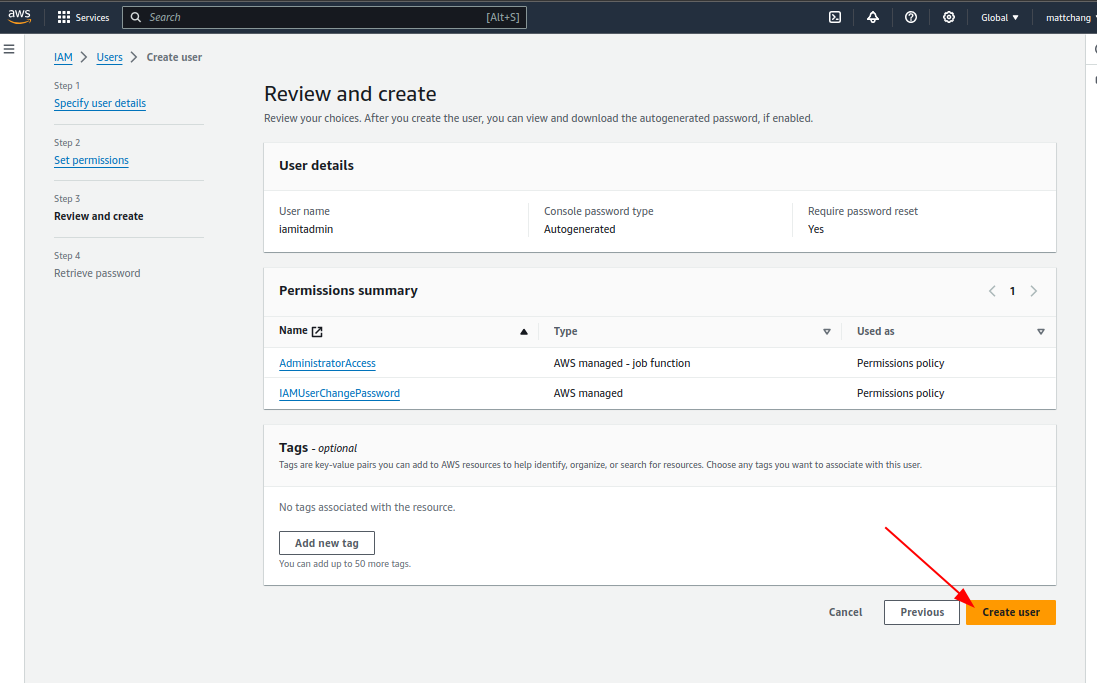 aws
Services
Search
[Alt+S]
Global
mattchang
IAM > Users > Create user
Step 1
Specify user details
Step 2
Set permissions
Step 3
Review and create
Step 4
Retrieve password
Review and create
Review your choices. After you create the user, you can view and download the autogenerated password, if enabled.
User details
User name
iamitadmin
Console password type
Autogenerated
Require password reset
Yes
Permissions summary
1
Name
Type
Used as
AdministratorAccess
AWS managed - job function
Permissions policy
IAMUserChangePassword
AWS managed
Permissions policy
Tags - optional
Tags are key-value pairs you can add to AWS resources to help identify, organize, or search for resources. Choose any tags you want to associate with this user.
No tags associated with the resource.
Add new tag
You can add up to 50 more tags.
Cancel
Previous
Create user